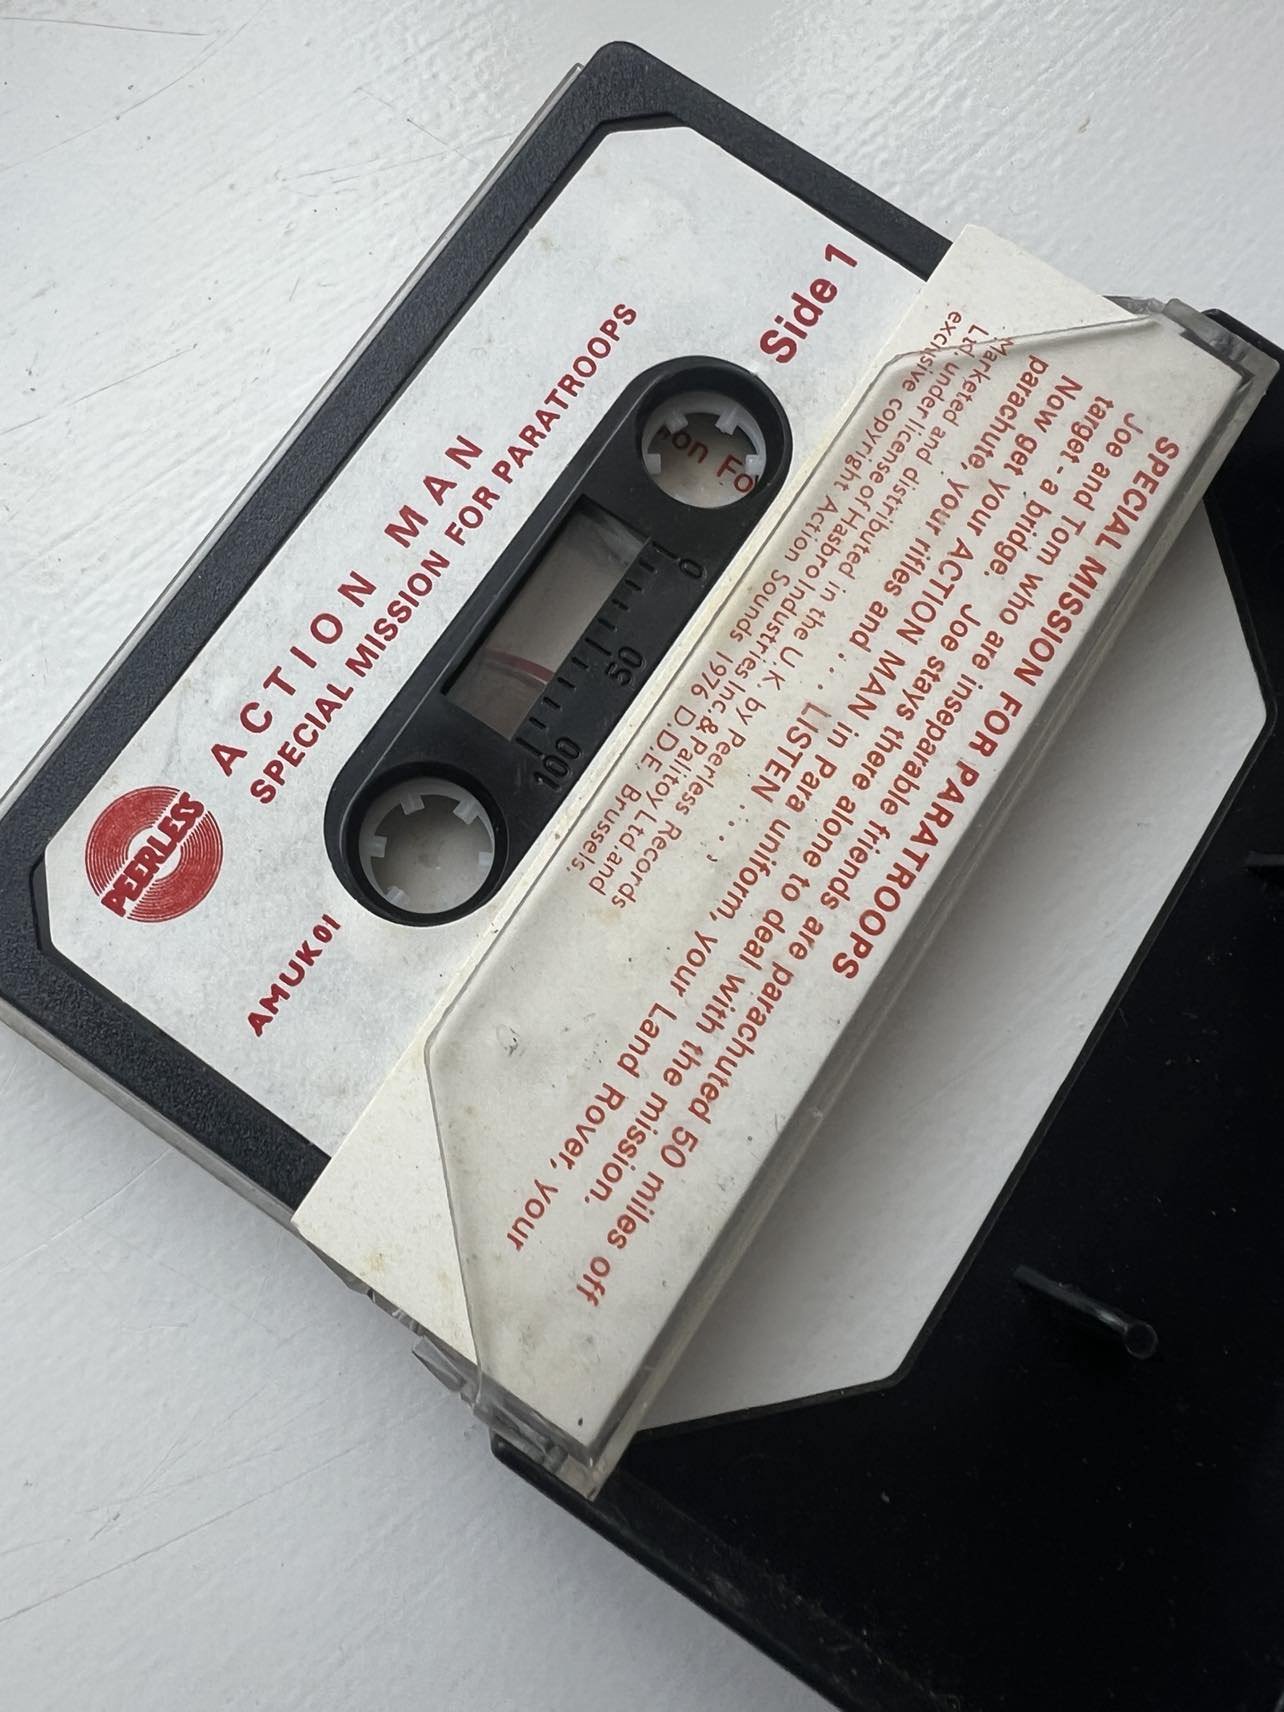 ACTION MAN
SPECIAL MISSION FOR PARATROOPS
Side 1
PEERLESS
AMUK 01
on Fo
0
50
100
SPECIAL MISSION FOR PARATROOPS
Joe and Tom who are inseparable friends are parachuted 50 miles off
target - a bridge. Joe stays there alone to deal with the mission.
Now get your ACTION MAN in Para uniform, your Land Rover, your
parachute, your rifles and .... LISTEN ....
Marketed and distributed in the U.K. by Peerless Records
Ltd. under license of Hasbro Industries Inc. & Palitoy Ltd. and
exclusive copyright Action Sounds 1976 D.D.E. Brussels.